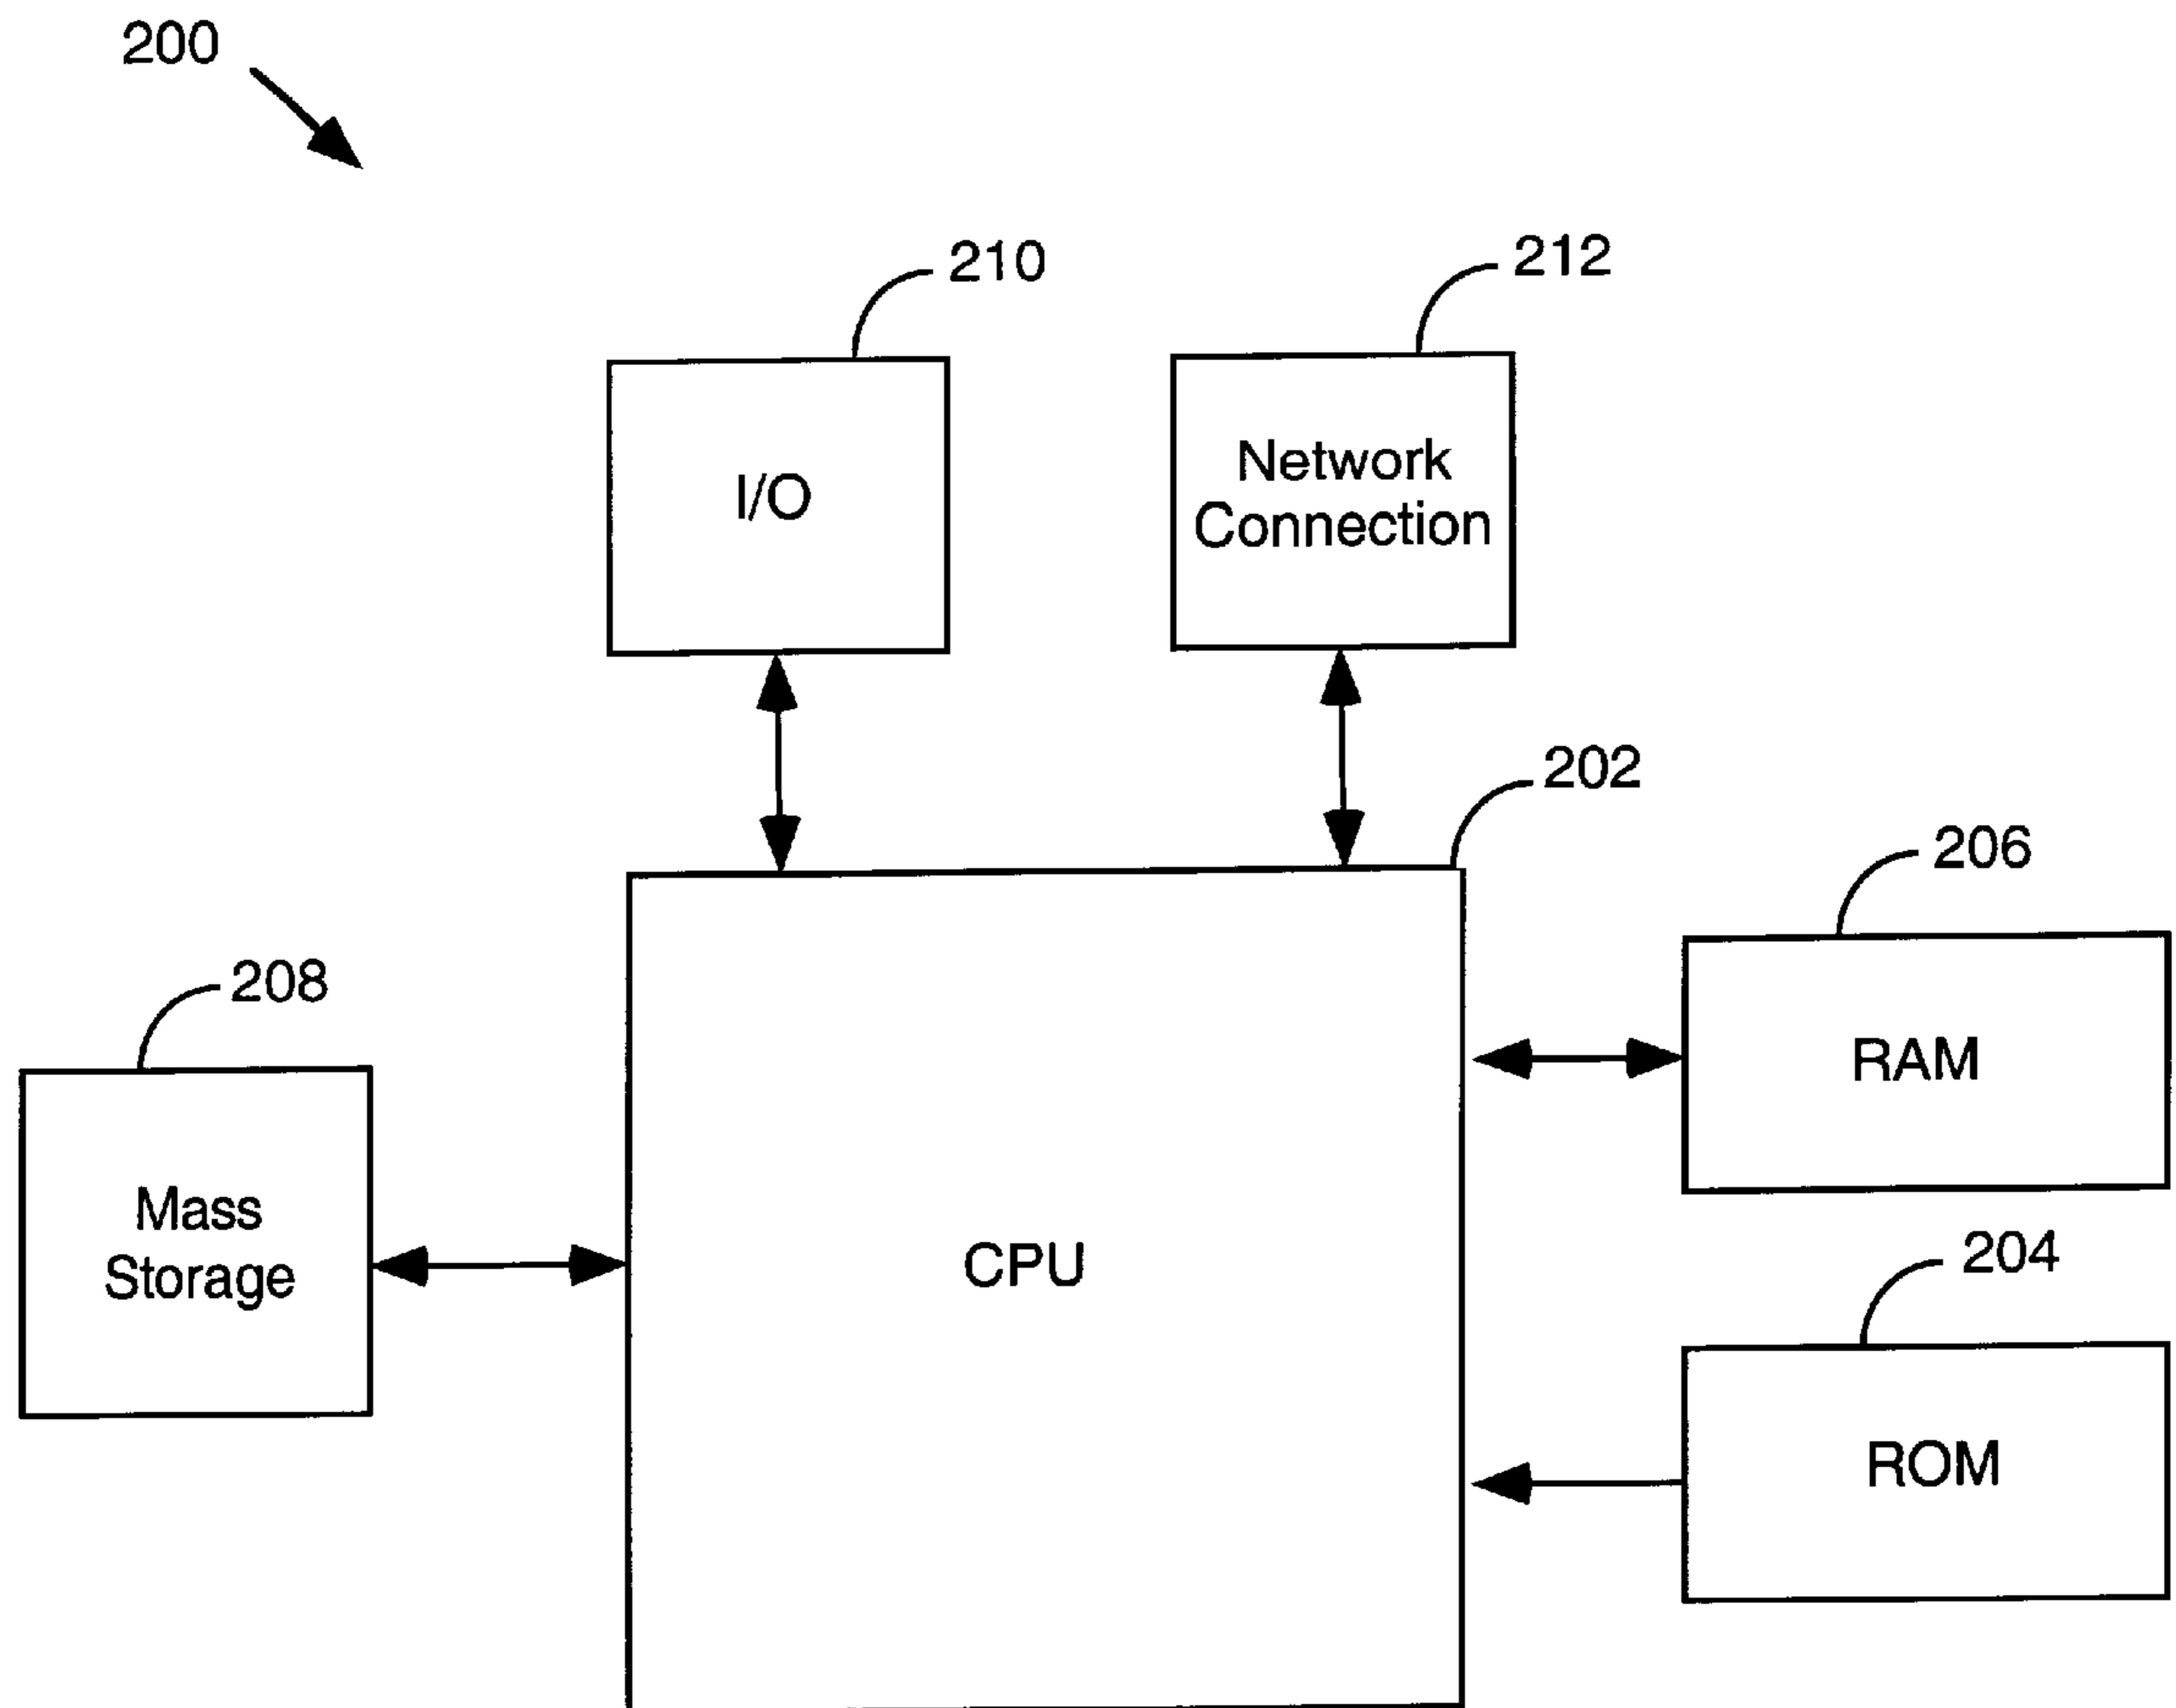 200
210
212
I/O
Network
Connection
202
206
208
RAM
Mass
Storage
CPU
204
ROM